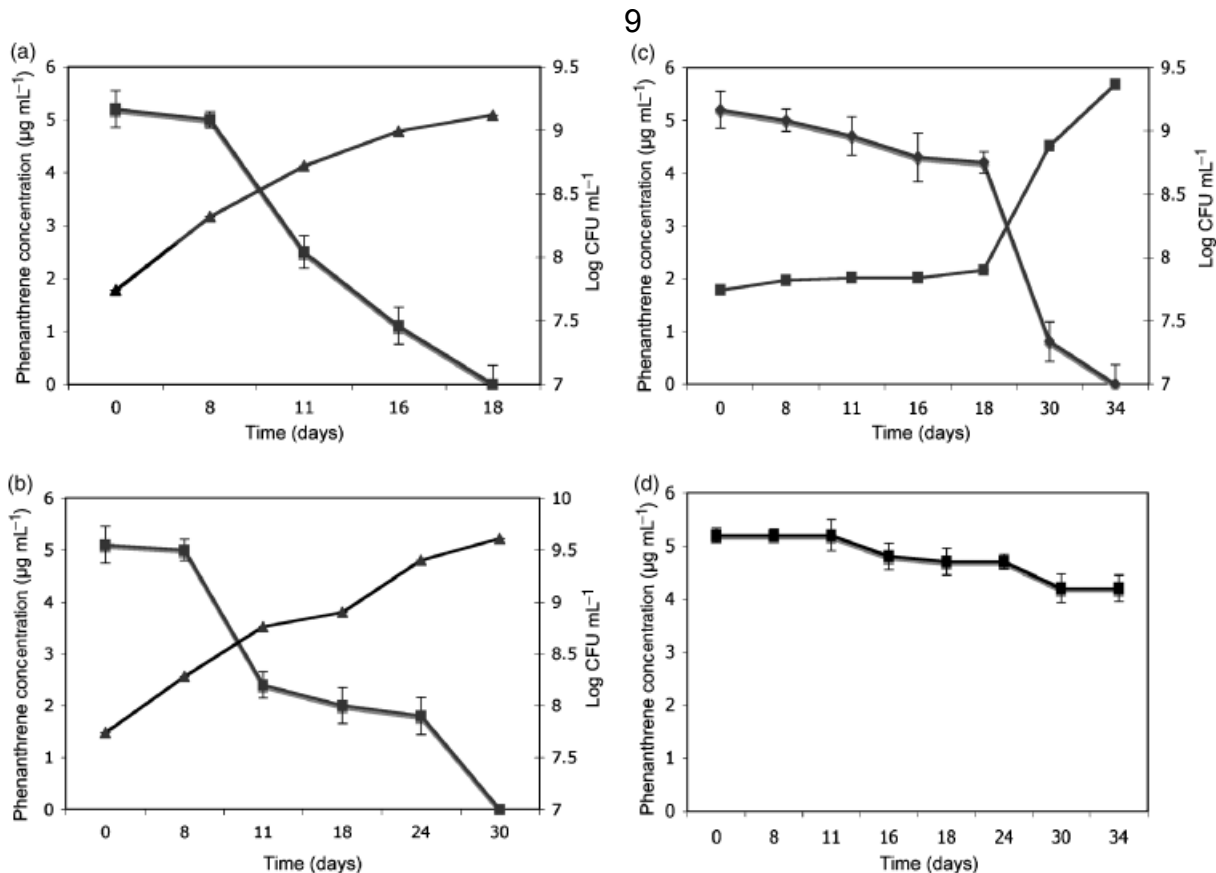 9
(a)
Phenanthrene concentration (µg mL⁻¹)
6
5
4
3
2
1
0
9.5
9
8.5
8
7.5
7
Log CFU mL⁻¹
0 8 11 16 18
Time (days)
(c)
Phenanthrene concentration (µg mL⁻¹)
6
5
4
3
2
1
0
9.5
9
8.5
8
7.5
7
Log CFU mL⁻¹
0 8 11 16 18 30 34
Time (days)
(b)
Phenanthrene concentration (µg mL⁻¹)
6
5
4
3
2
1
0
10
9.5
9
8.5
8
7.5
7
Log CFU mL⁻¹
0 8 11 18 24 30
Time (days)
(d)
Phenanthrene concentration (µg mL⁻¹)
6
5
4
3
2
1
0
0 8 11 16 18 24 30 34
Time (days)